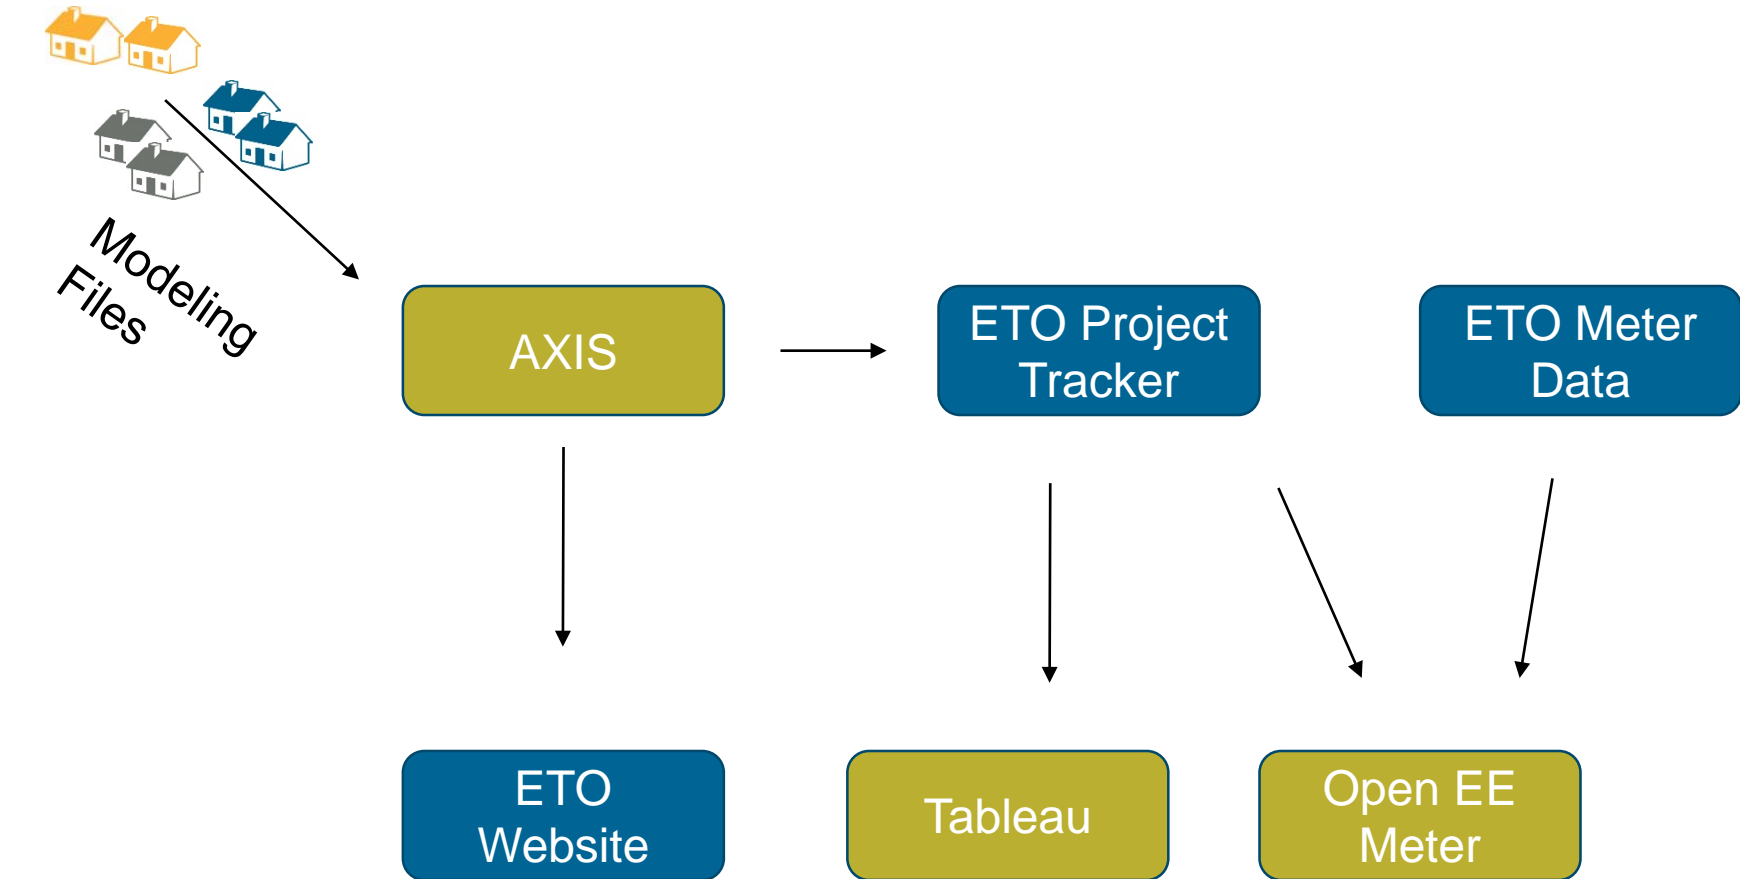 Modeling
Files
AXIS
ETO Project
Tracker
ETO Meter
Data
ETO
Website
Tableau
Open EE
Meter